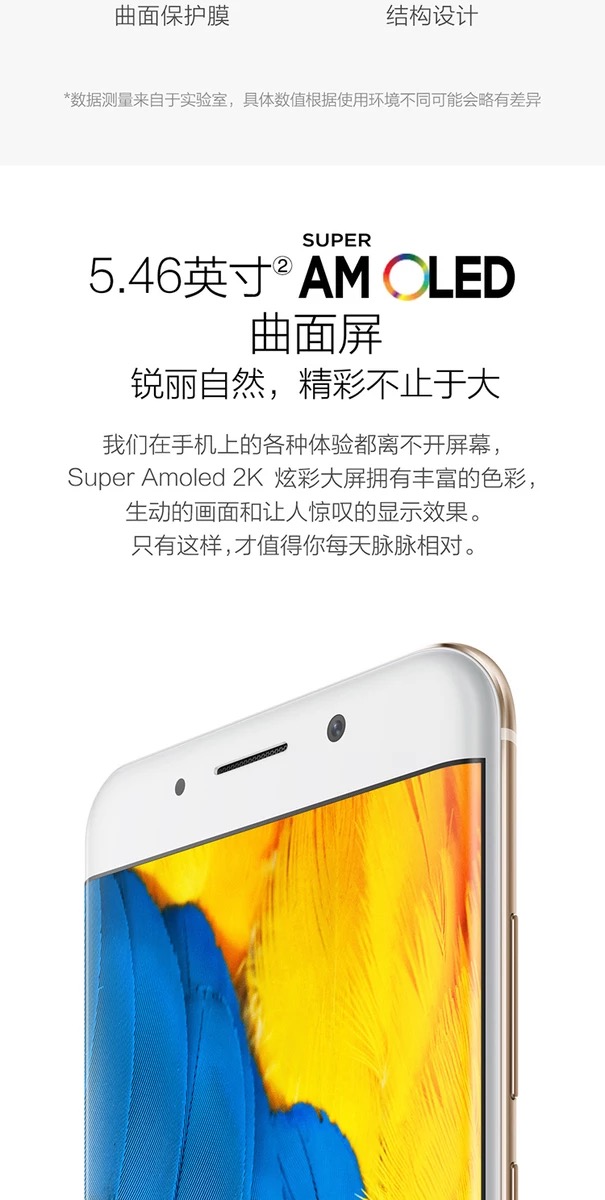 曲面保护膜 结构设计
*数据测量来自于实验室，具体数值根据使用环境不同可能会略有差异
SUPER
5.46英寸② AMOLED
曲面屏
锐丽自然，精彩不止于大
我们在手机上的各种体验都离不开屏幕，
Super Amoled 2K 炫彩大屏拥有丰富的色彩，
生动的画面和让人惊叹的显示效果。
只有这样，才值得你每天脉脉相对。